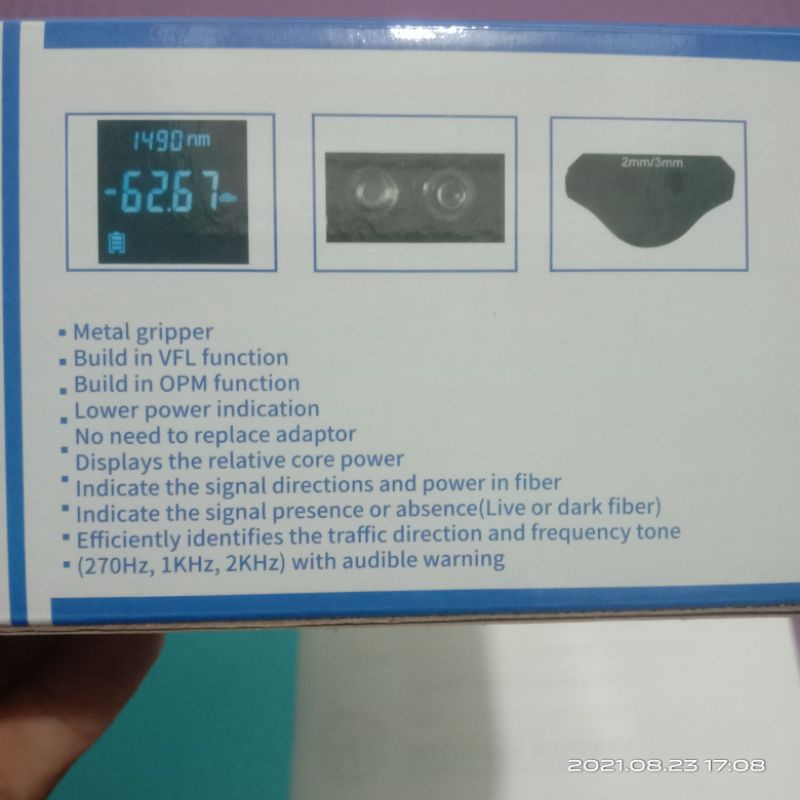 1490nm
-62.67dBm
2mm/3mm
▪ Metal gripper
▪ Build in VFL function
▪ Build in OPM function
▪ Lower power indication
▪ No need to replace adaptor
▪ Displays the relative core power
▪ Indicate the signal directions and power in fiber
▪ Indicate the signal presence or absence(Live or dark fiber)
▪ Efficiently identifies the traffic direction and frequency tone
▪ (270Hz, 1KHz, 2KHz) with audible warning
2021.08.23 17:08